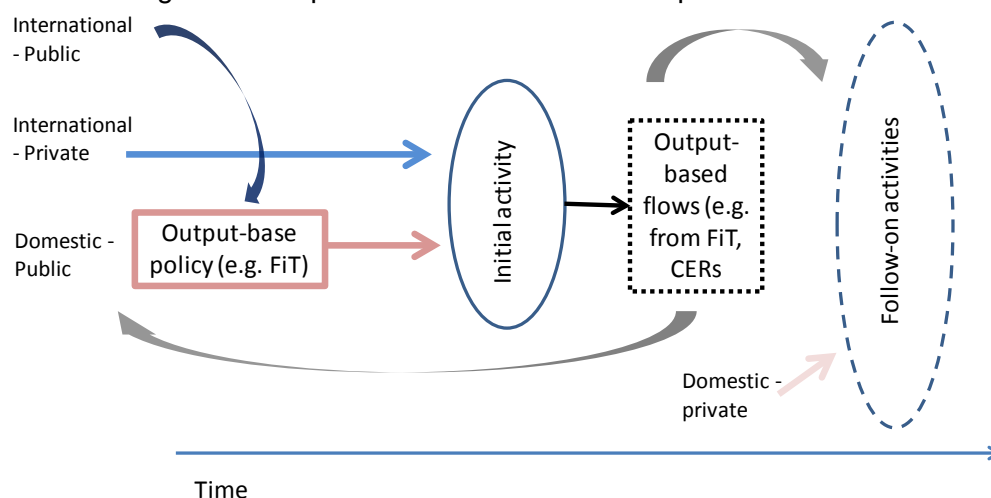 International
- Public
International
- Private
Domestic -
Public
Output-base
policy (e.g. FiT)
Initial activity
Output-
based
flows (e.g.
from FiT,
CERs
Follow-on activities
Domestic -
private
Time